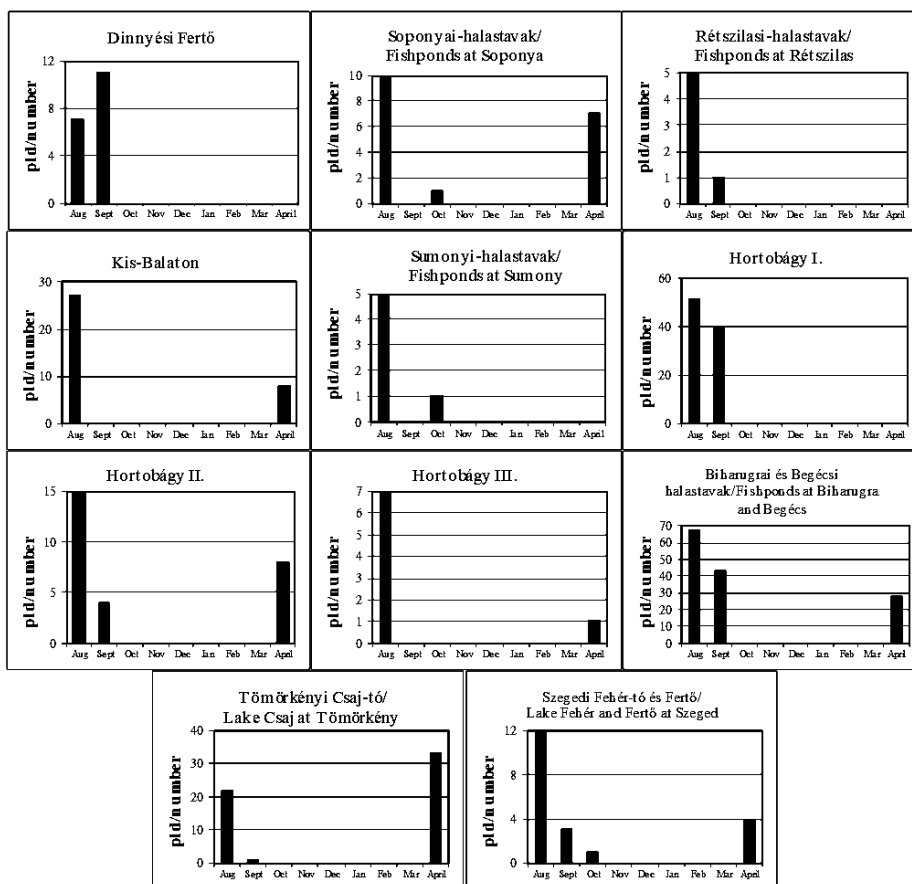 Dinnyési Fertő
pld/number
12
8
4
0
Aug Sept Oct Nov Dec Jan Feb Mar April
Soponyai-halastavak/
Fishponds at Soponya
pld/number
10
8
6
4
2
0
Aug Sept Oct Nov Dec Jan Feb Mar April
Rétszilasi-halastavak/
Fishponds at Rétszilas
pld/number
5
4
3
2
1
0
Aug Sept Oct Nov Dec Jan Feb Mar April
Kis-Balaton
pld/number
30
20
10
0
Aug Sept Oct Nov Dec Jan Feb Mar April
Sumonyi-halastavak/
Fishponds at Sumony
pld/number
5
4
3
2
1
0
Aug Sept Oct Nov Dec Jan Feb Mar April
Hortobágy I.
pld/number
60
40
20
0
Aug Sept Oct Nov Dec Jan Feb Mar April
Hortobágy II.
pld/number
15
10
5
0
Aug Sept Oct Nov Dec Jan Feb Mar April
Hortobágy III.
pld/number
7
6
5
4
3
2
1
0
Aug Sept Oct Nov Dec Jan Feb Mar April
Biharugrai és Begécsi
halastavak/Fishponds at Biharugra
and Begécs
pld/number
70
60
50
40
30
20
10
0
Aug Sept Oct Nov Dec Jan Feb Mar April
Tömörkényi Csaj-tó/
Lake Csaj at Tömörkény
pld/number
40
30
20
10
0
Aug Sept Oct Nov Dec Jan Feb Mar April
Szegedi Fehér-tó és Fertő/
Lake Fehér and Fertő at Szeged
pld/number
12
8
4
0
Aug Sept Oct Nov Dec Jan Feb Mar April